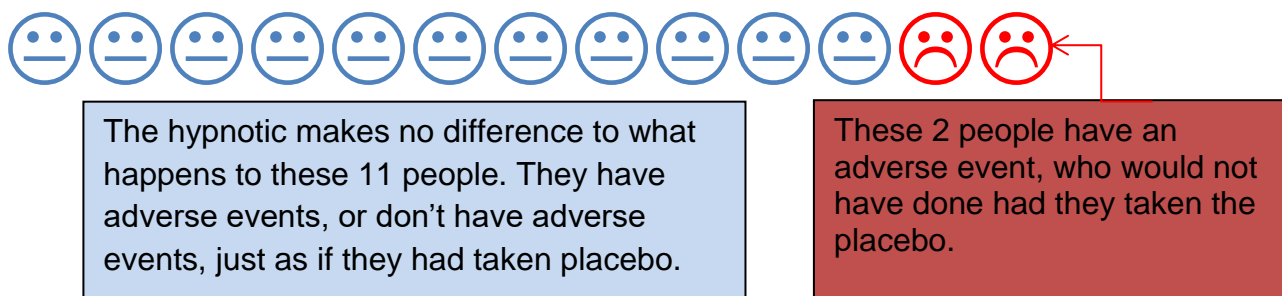 The hypnotic makes no difference to what
happens to these 11 people. They have
adverse events, or don’t have adverse
events, just as if they had taken placebo.
These 2 people have an
adverse event, who would not
have done had they taken the
placebo.